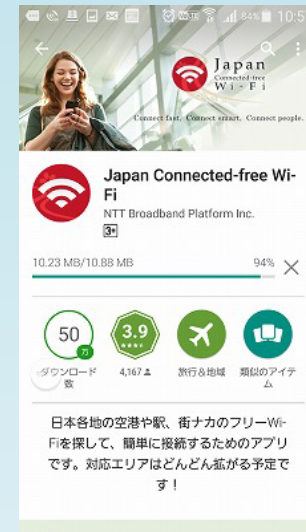 84% 10:5
Japan
Connected-free
Wi-Fi
Connect fast, Connect smart, Connect people.
Japan Connected-free Wi-
Fi
NTT Broadband Platform Inc.
3+
10.23 MB/10.88 MB 94%
50
万
3.9
ダウンロード
数
4,167
旅行&地域
類似のアイテ
ム
日本各地の空港や駅、街ナカのフリーWi-
Fiを探して、簡単に接続するためのアプリ
です。対応エリアはどんどん拡がる予定で
す!